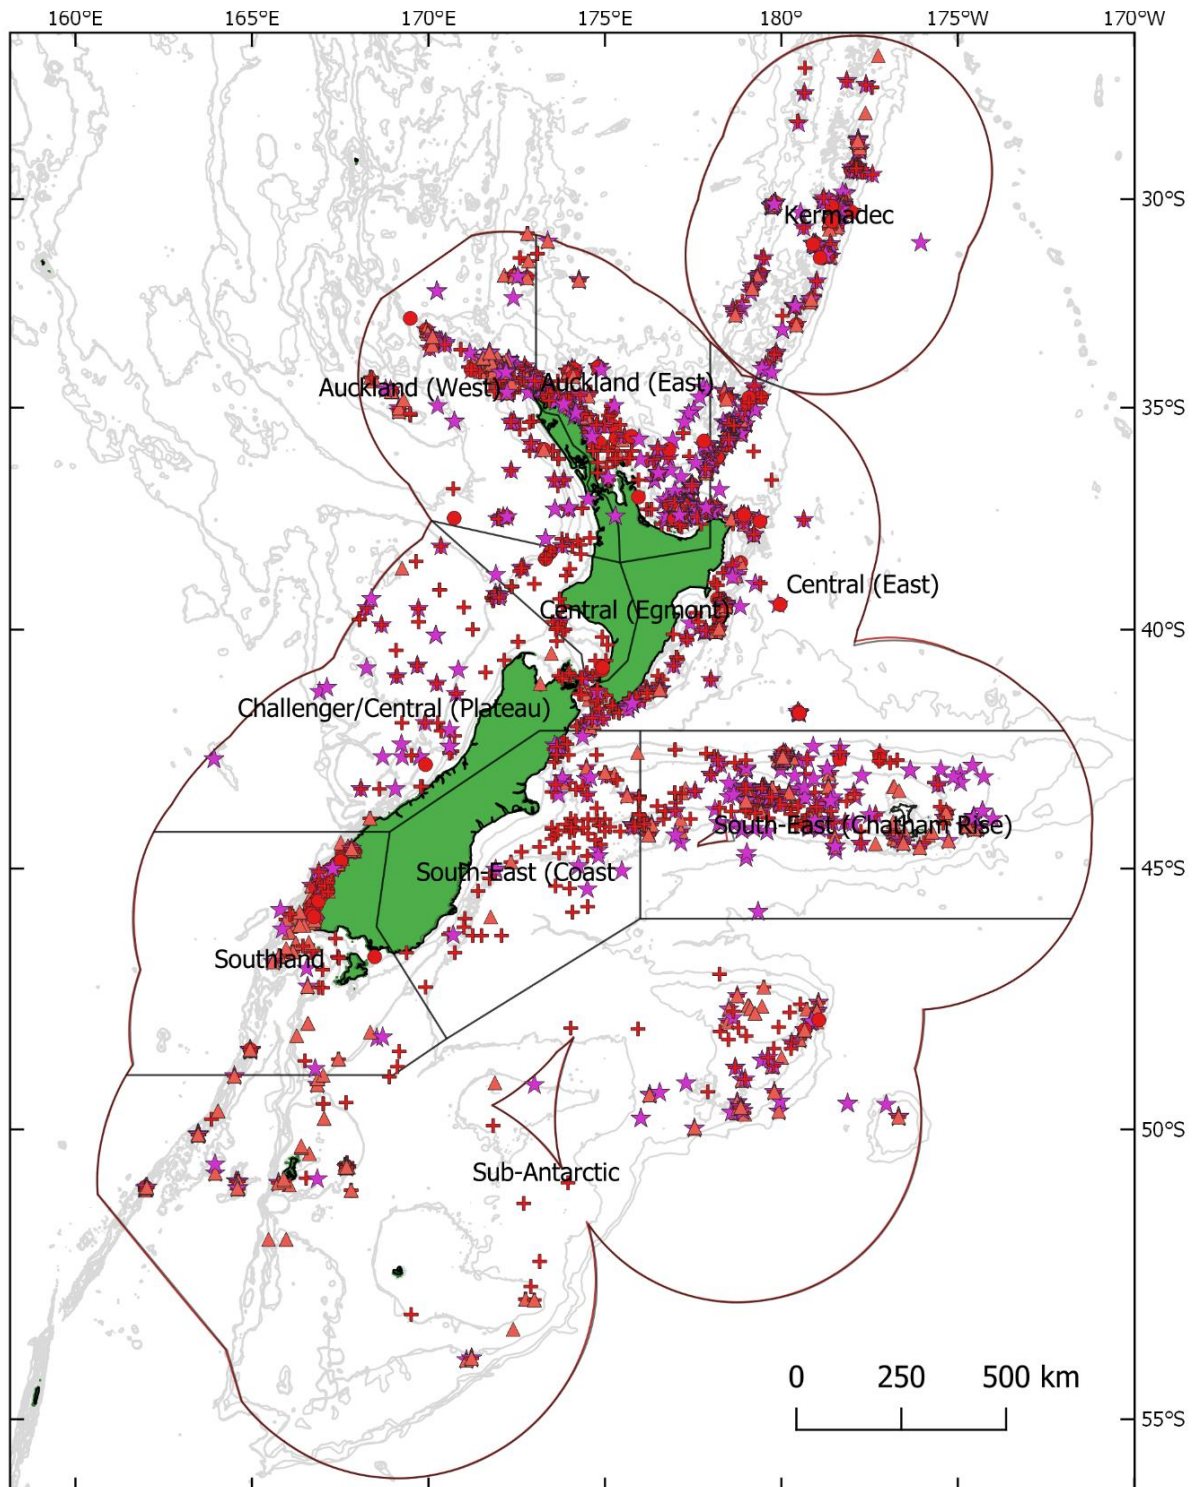 160°E 165°E 170°E 175°E 180°E 175°W 170°W
30°S
Kermadec
Auckland (West) Auckland (East)
35°S
Central (East)
Central (Egmont)
40°S
Challenger/Central (Plateau)
South-East (Chatham Rise)
45°S
South-East (Coast
Southland
50°S
Sub-Antarctic
0 250 500 km
55°S